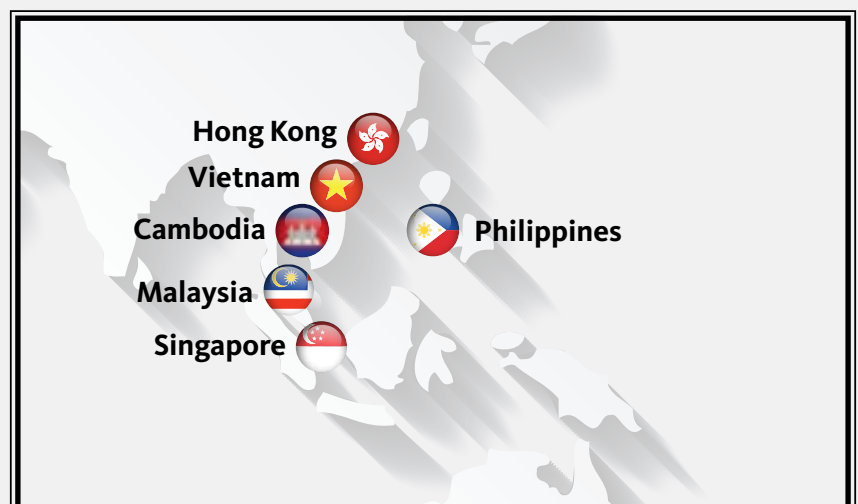 Hong Kong
Vietnam
Cambodia
Philippines
Malaysia
Singapore